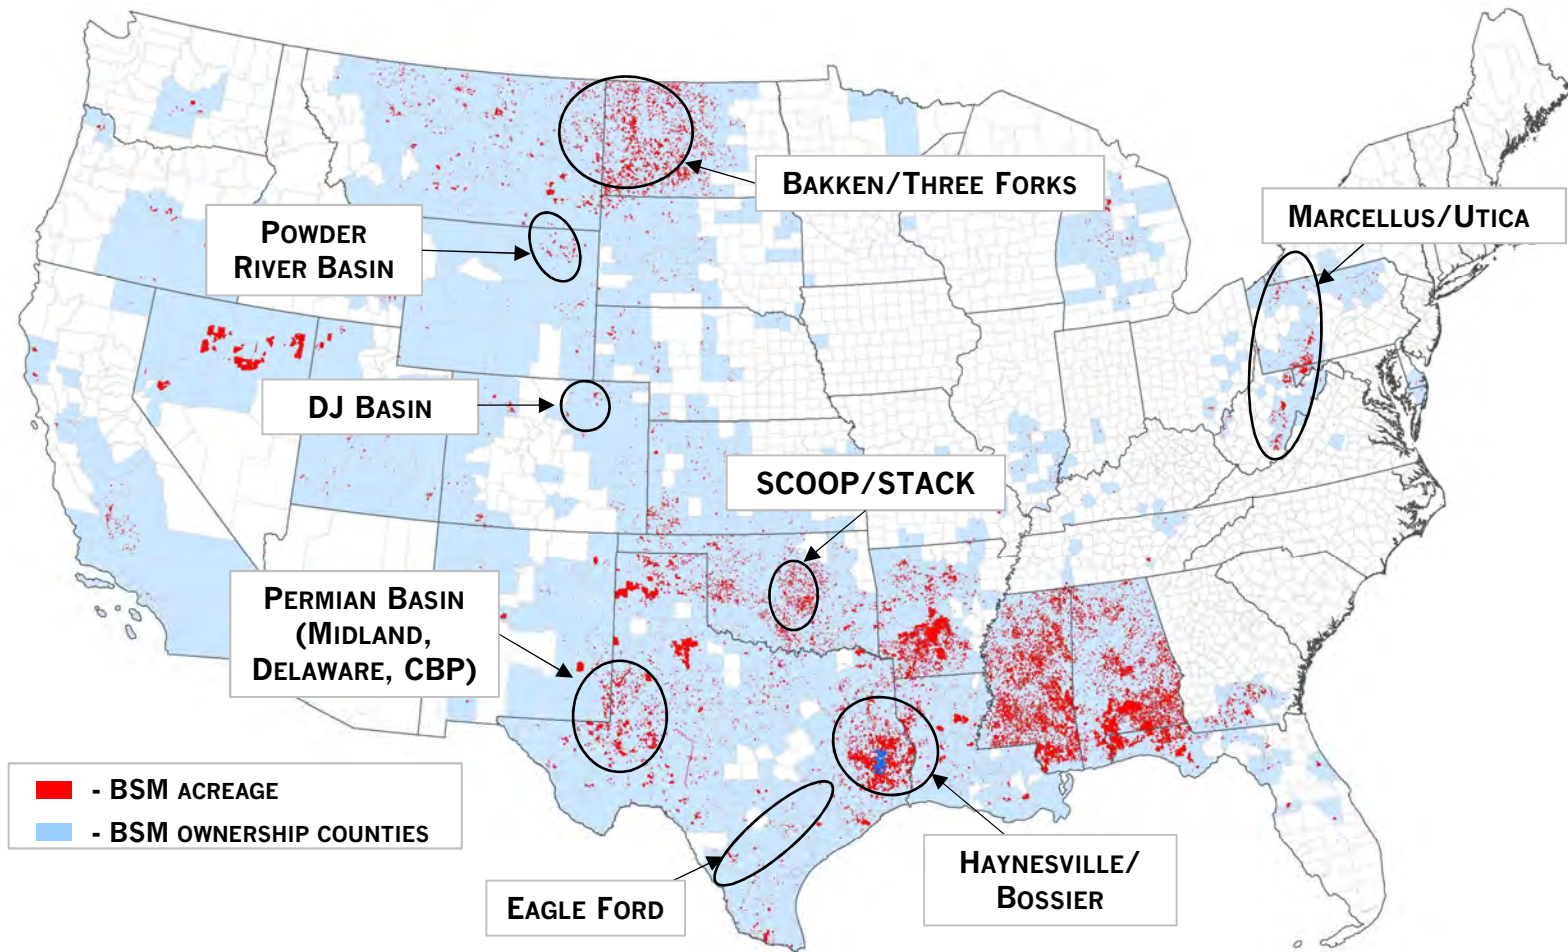 BAKKEN/THREE FORKS
MARCELLUS/UTICA
POWDER
RIVER BASIN
DJ BASIN
SCOOP/STACK
PERMIAN BASIN
(MIDLAND,
DELAWARE, CBP)
- BSM ACREAGE
- BSM OWNERSHIP COUNTIES
HAYNESVILLE/
BOSSIER
EAGLE FORD